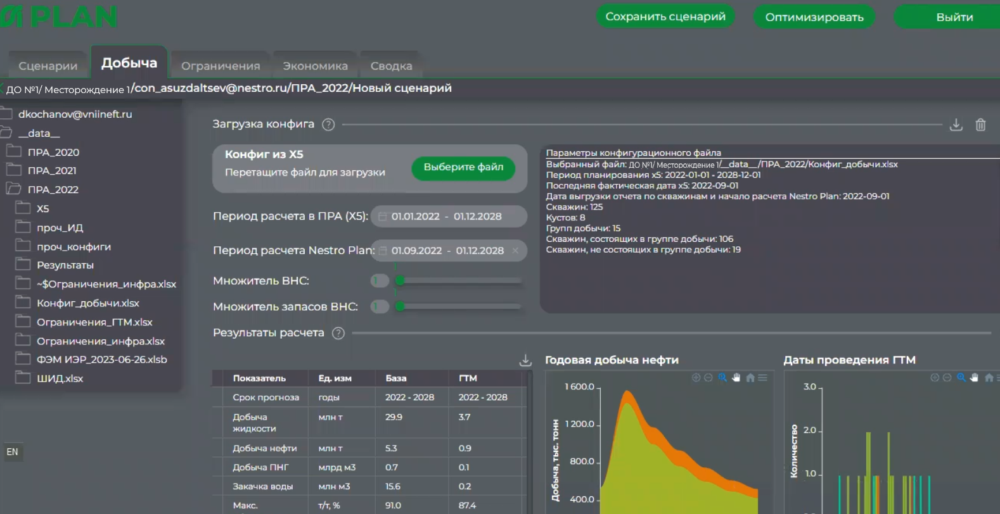 PLAN
Сохранить сценарий
Оптимизировать
Выйти
Сценарии
Добыча
Ограничения
Экономика
Сводка
ДО №1/ Месторождение 1/con_asuzdaltsev@nestro.ru/ПРА_2022/Новый сценарий
dkochanov@vniineft.ru
__data__
ПРА_2020
ПРА_2021
ПРА_2022
X5
проч_ИД
проч_конфиги
Результаты
~$Ограничения_инфра.xlsx
Конфиг_добычи.xlsx
Ограничения_ГТМ.xlsx
Ограничения_инфра.xlsx
ФЭМ ИЭР_2023-06-26.xlsb
ШИД.xlsx
EN
Загрузка конфига ?
Конфиг из X5
Перетащите файл для загрузки
Выберите файл
Период расчета в ПРА (X5): 01.01.2022 - 01.12.2028
Период расчета Nestro Plan: 01.09.2022 - 01.12.2028
Множитель ВНС: 1
Множитель запасов ВНС: 1
Параметры конфигурационного файла
Выбранный файл: ДО №1/ Месторождение 1/__data__/ПРА_2022/Конфиг_добычи.xlsx
Период планирования x5: 2022-01-01 - 2028-12-01
Последняя фактическая дата x5: 2022-09-01
Дата выгрузки отчета по скважинам и начало расчета Nestro Plan: 2022-09-01
Скважин: 125
Кустов: 8
Групп добычи: 15
Скважин, состоящих в группе добычи: 106
Скважин, не состоящих в группе добычи: 19
Результаты расчета ?
Показатель Ед. изм База ГТМ
Срок прогноза годы 2022 - 2028 2022 - 2028
Добыча жидкости млн т 29.9 3.7
Добыча нефти млн т 5.3 0.9
Добыча ПНГ млрд м3 0.7 0.1
Закачка воды млн м3 15.6 0.2
Макс. т/т, % 91.0 87.4
Годовая добыча нефти
Добыча, тыс. тонн
1 600.0
1 200.0
800.0
400.0
Даты проведения ГТМ
Количество
3.0
2.0
1.0